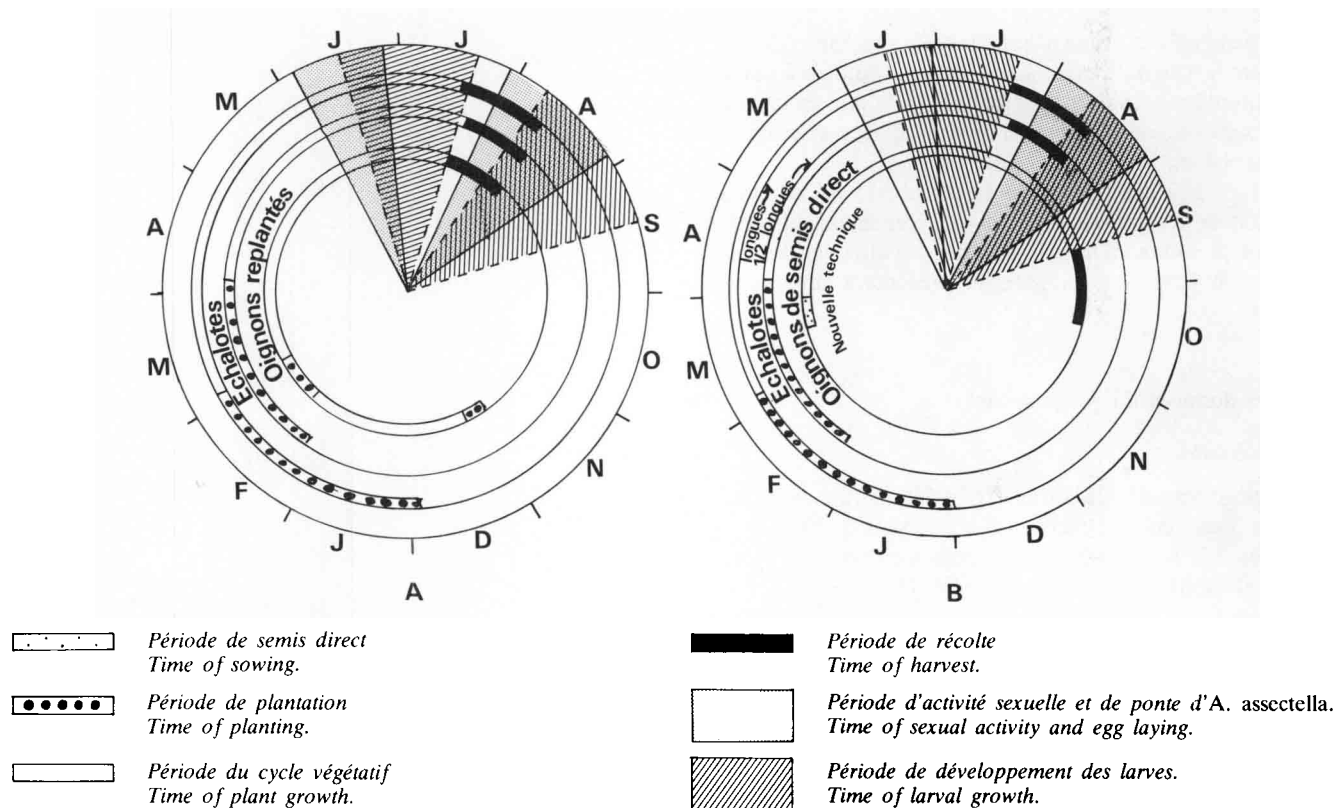 J J
M A
A S
M O
F N
J D
Echalotes
Oignons replantés
A
J J
M A
A S
M O
F N
J D
longues
1/2 longues
Echalotes
Oignons de semis direct
Nouvelle technique
B
Période de semis direct
Time of sowing.
Période de plantation
Time of planting.
Période du cycle végétatif
Time of plant growth.
Période de récolte
Time of harvest.
Période d'activité sexuelle et de ponte d'A. assectella.
Time of sexual activity and egg laying.
Période de développement des larves.
Time of larval growth.